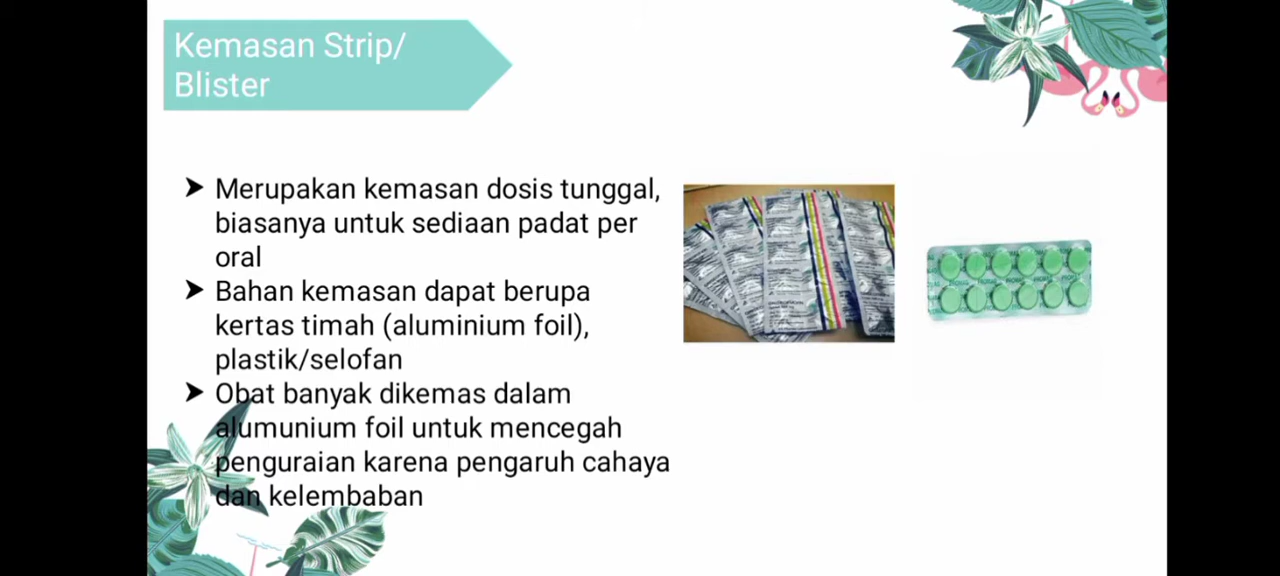 Kemasan Strip/
Blister
Merupakan kemasan dosis tunggal,
biasanya untuk sediaan padat per
oral
Bahan kemasan dapat berupa
kertas timah (aluminium foil),
plastik/selofan
Obat banyak dikemas dalam
alumunium foil untuk mencegah
penguraian karena pengaruh cahaya
dan kelembaban